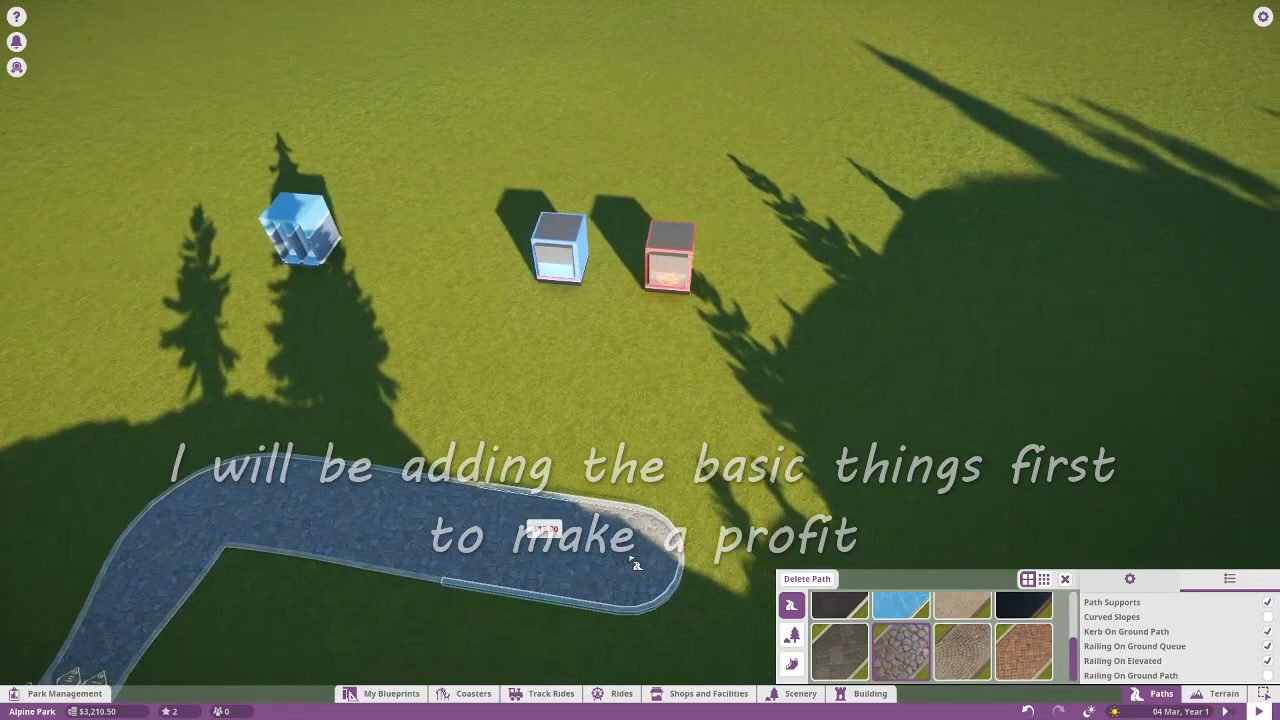 I will be adding the basic things first
to make a profit
Delete Path
Path Supports
Curved Slopes
Kerb On Ground Path
Railing On Ground Queue
Railing On Elevated
Railing On Ground Path
Park Management
My Blueprints
Coasters
Track Rides
Rides
Shops and Facilities
Scenery
Building
Paths
Terrain
Alpine Park
$3,210.50
2
0
04 Mar, Year 1